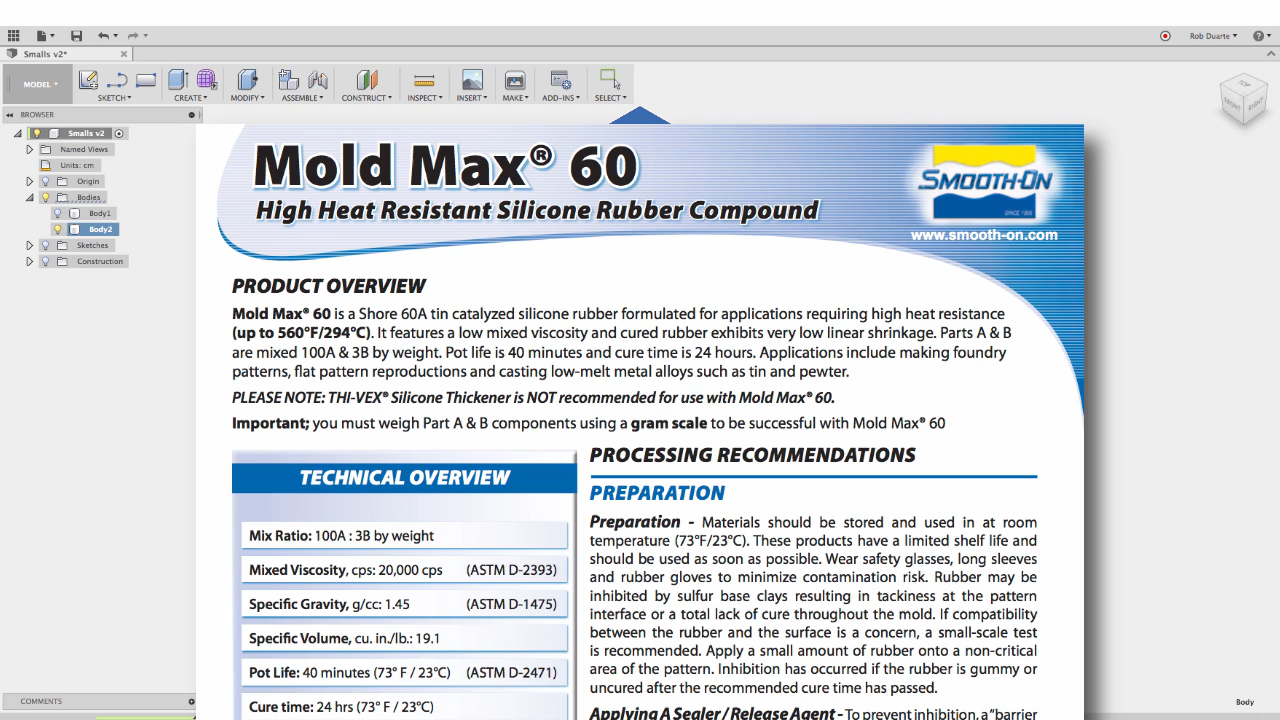 Rob Duarte
Smalls v2*
MODEL
SKETCH
CREATE
MODIFY
ASSEMBLE
CONSTRUCT
INSPECT
INSERT
MAKE
ADD-INS
SELECT
FRONT
RIGHT
BROWSER
Smalls v2
Named Views
Units: cm
Origin
Bodies
Body1
Body2
Sketches
Construction
Mold Max® 60
High Heat Resistant Silicone Rubber Compound
SMOOTH-ON
www.smooth-on.com
PRODUCT OVERVIEW
Mold Max® 60 is a Shore 60A tin catalyzed silicone rubber formulated for applications requiring high heat resistance
(up to 560°F/294°C). It features a low mixed viscosity and cured rubber exhibits very low linear shrinkage. Parts A & B
are mixed 100A & 3B by weight. Pot life is 40 minutes and cure time is 24 hours. Applications include making foundry
patterns, flat pattern reproductions and casting low-melt metal alloys such as tin and pewter.
PLEASE NOTE: THI-VEX® Silicone Thickener is NOT recommended for use with Mold Max® 60.
Important; you must weigh Part A & B components using a gram scale to be successful with Mold Max® 60
TECHNICAL OVERVIEW
Mix Ratio: 100A : 3B by weight
Mixed Viscosity, cps: 20,000 cps (ASTM D-2393)
Specific Gravity, g/cc: 1.45 (ASTM D-1475)
Specific Volume, cu. in./lb.: 19.1
Pot Life: 40 minutes (73° F / 23°C) (ASTM D-2471)
Cure time: 24 hrs (73° F / 23°C)
PROCESSING RECOMMENDATIONS
PREPARATION
Preparation - Materials should be stored and used in at room
temperature (73°F/23°C). These products have a limited shelf life and
should be used as soon as possible. Wear safety glasses, long sleeves
and rubber gloves to minimize contamination risk. Rubber may be
inhibited by sulfur base clays resulting in tackiness at the pattern
interface or a total lack of cure throughout the mold. If compatibility
between the rubber and the surface is a concern, a small-scale test
is recommended. Apply a small amount of rubber onto a non-critical
area of the pattern. Inhibition has occurred if the rubber is gummy or
uncured after the recommended cure time has passed.
Applying A Sealer / Release Agent - To prevent inhibition, a "barrier
COMMENTS
Body